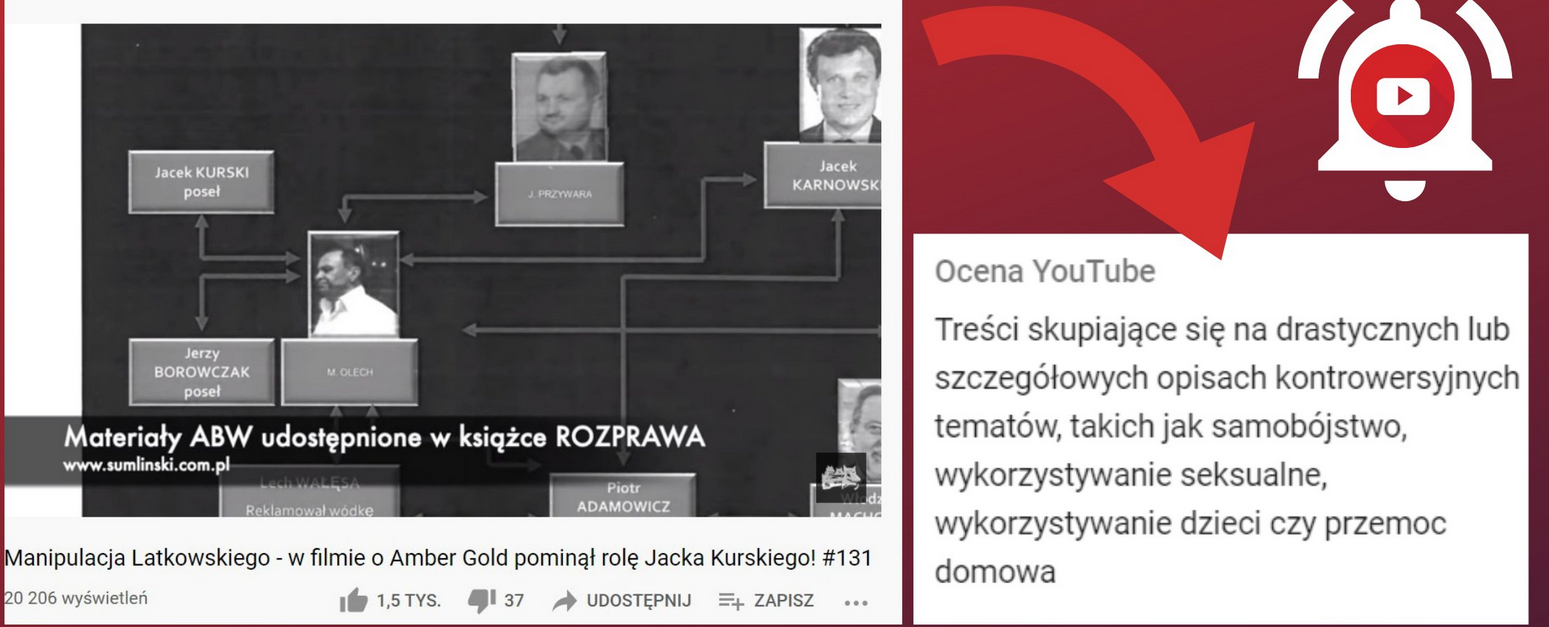 Jacek KURSKI
poseł
J. PRZYWARA
Jacek
KARNOWSKI
Jerzy
BOROWCZAK
poseł
M. OLECH
Materiały ABW udostępnione w książce ROZPRAWA
www.sumlinski.com.pl
Lech WAŁĘSA
Reklamował wódkę
Piotr
ADAMOWICZ
Manipulacja Latkowskiego - w filmie o Amber Gold pominął rolę Jacka Kurskiego! #131
20 206 wyświetleń
1,5 TYS.
37
UDOSTĘPNIJ
ZAPISZ
Ocena YouTube
Treści skupiające się na drastycznych lub
szczegółowych opisach kontrowersyjnych
tematów, takich jak samobójstwo,
wykorzystywanie seksualne,
wykorzystywanie dzieci czy przemoc
domowa